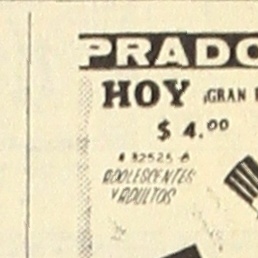 PRADO
HOY ¡GRAN
$ 4.00
ADOLESCENTES
Y ADULTOS